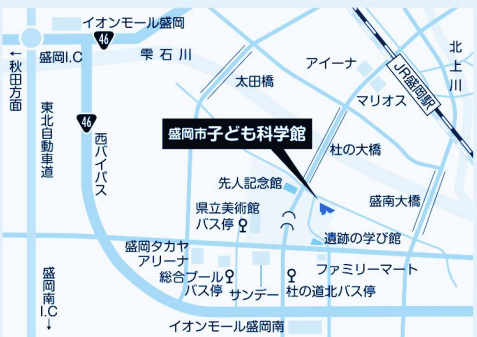 イオンモール盛岡
46
盛岡I.C
雫石川
←秋田方面
太田橋
アイーナ
マリオス
JR盛岡駅
北上川
東北自動車道
46
西バイパス
盛岡市子ども科学館
杜の大橋
先人記念館
盛南大橋
県立美術館
バス停
遺跡の学び館
盛岡タカヤ
アリーナ
ファミリーマート
総合プール
バス停
サンデー
杜の道北バス停
盛岡南I.C→
イオンモール盛岡南